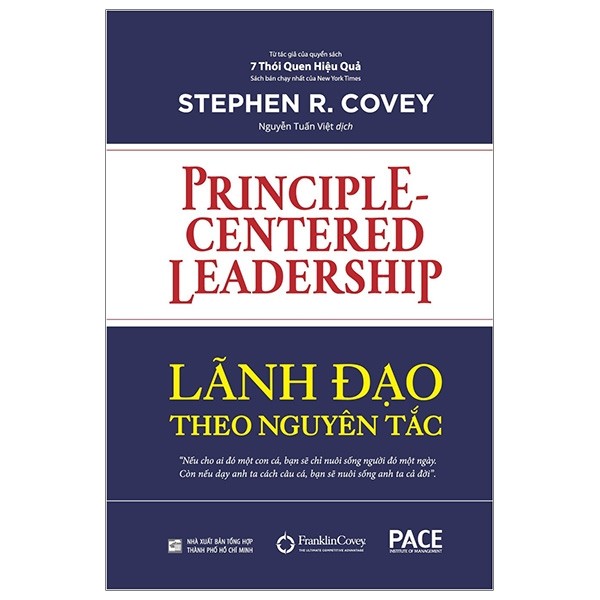 Từ tác giả của quyển sách
7 Thói Quen Hiệu Quả
Sách bán chạy nhất của New York Times
STEPHEN R. COVEY
Nguyễn Tuấn Việt dịch
PRINCIPLE-
CENTERED
LEADERSHIP
LÃNH ĐẠO
THEO NGUYÊN TẮC
“Nếu cho ai đó một con cá, bạn sẽ chỉ nuôi sống người đó một ngày.
Còn nếu dạy anh ta cách câu cá, bạn sẽ nuôi sống anh ta cả đời”.
NHÀ XUẤT BẢN TỔNG HỢP
THÀNH PHỐ HỒ CHÍ MINH
FranklinCovey
THE ULTIMATE COMPETITIVE ADVANTAGE
PACE
INSTITUTE OF MANAGEMENT